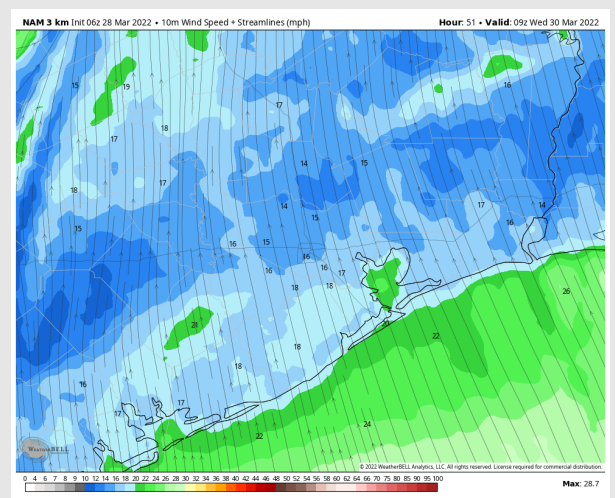 NAM 3 km Init 06z 28 Mar 2022 • 10m Wind Speed + Streamlines (mph) Hour: 51 • Valid: 09z Wed 30 Mar 2022
15 19 16
17
17 18
14 15
18 17
14 17 14
15 15 16
16 15
16
16 16 17
18 18
26
21 20
22
18
18
16
17 17
24
22
WEATHERBELL
© 2022 WeatherBELL Analytics, LLC. All rights reserved. License required for commercial distribution.
0 4 6 7 8 9 10 12 14 16 18 20 22 24 26 28 30 32 34 36 38 40 42 44 46 48 50 52 54 56 58 60 62 64 66 68 70 75 80 85 90 95 100
Max: 28.7